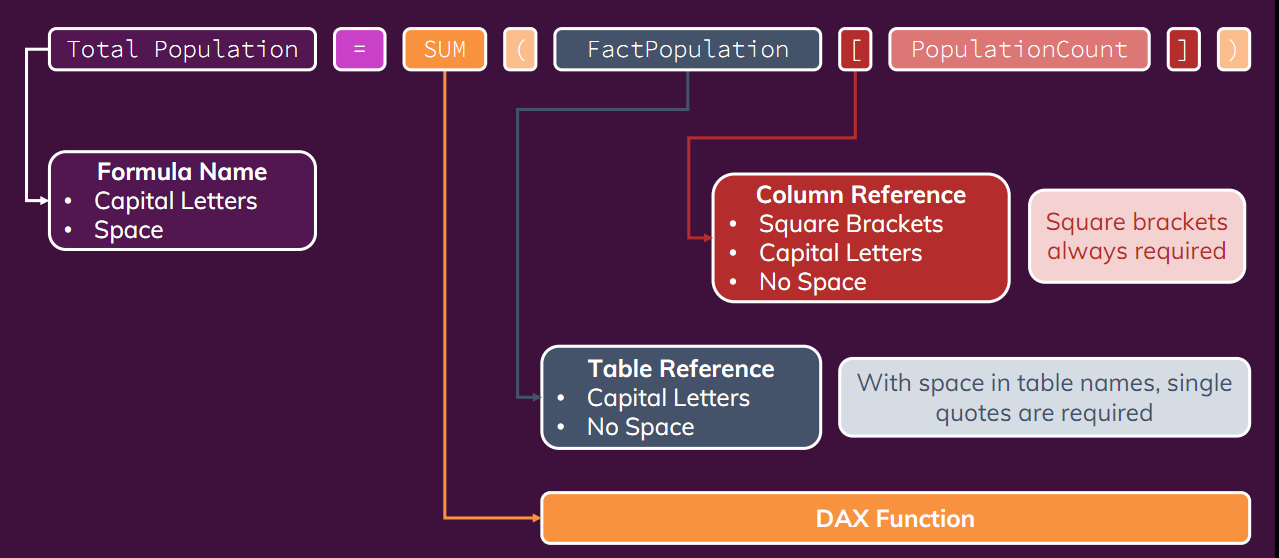 Total Population = SUM ( FactPopulation [ PopulationCount ] )
Formula Name
• Capital Letters
• Space
Column Reference
• Square Brackets
• Capital Letters
• No Space
Square brackets
always required
Table Reference
• Capital Letters
• No Space
With space in table names, single
quotes are required
DAX Function